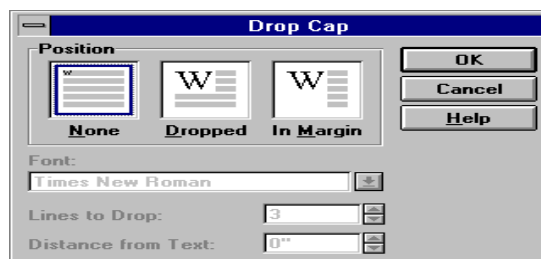 Drop Cap
Position
W W W
None Dropped In Margin
OK
Cancel
Help
Font:
Times New Roman
Lines to Drop: 3
Distance from Text: 0"